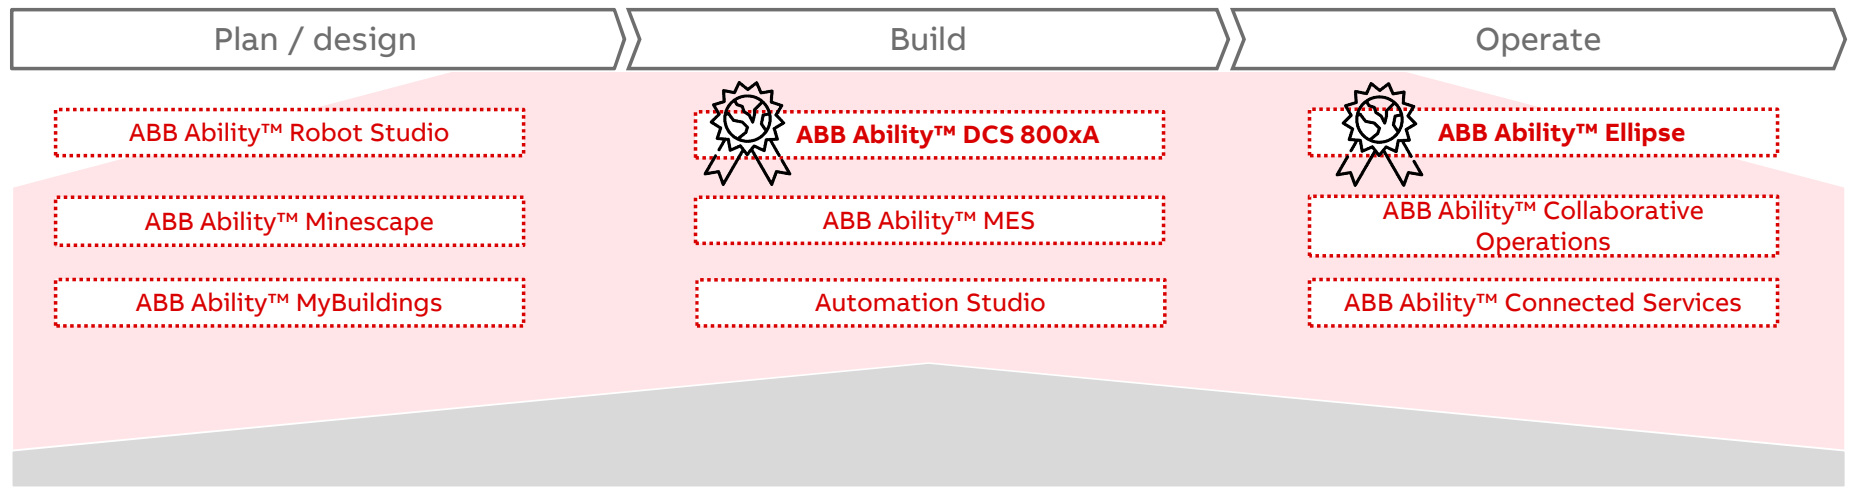 Plan / design
Build
Operate
ABB Ability™ Robot Studio
ABB Ability™ DCS 800xA
ABB Ability™ Ellipse
ABB Ability™ Minescape
ABB Ability™ MES
ABB Ability™ Collaborative
Operations
ABB Ability™ MyBuildings
Automation Studio
ABB Ability™ Connected Services